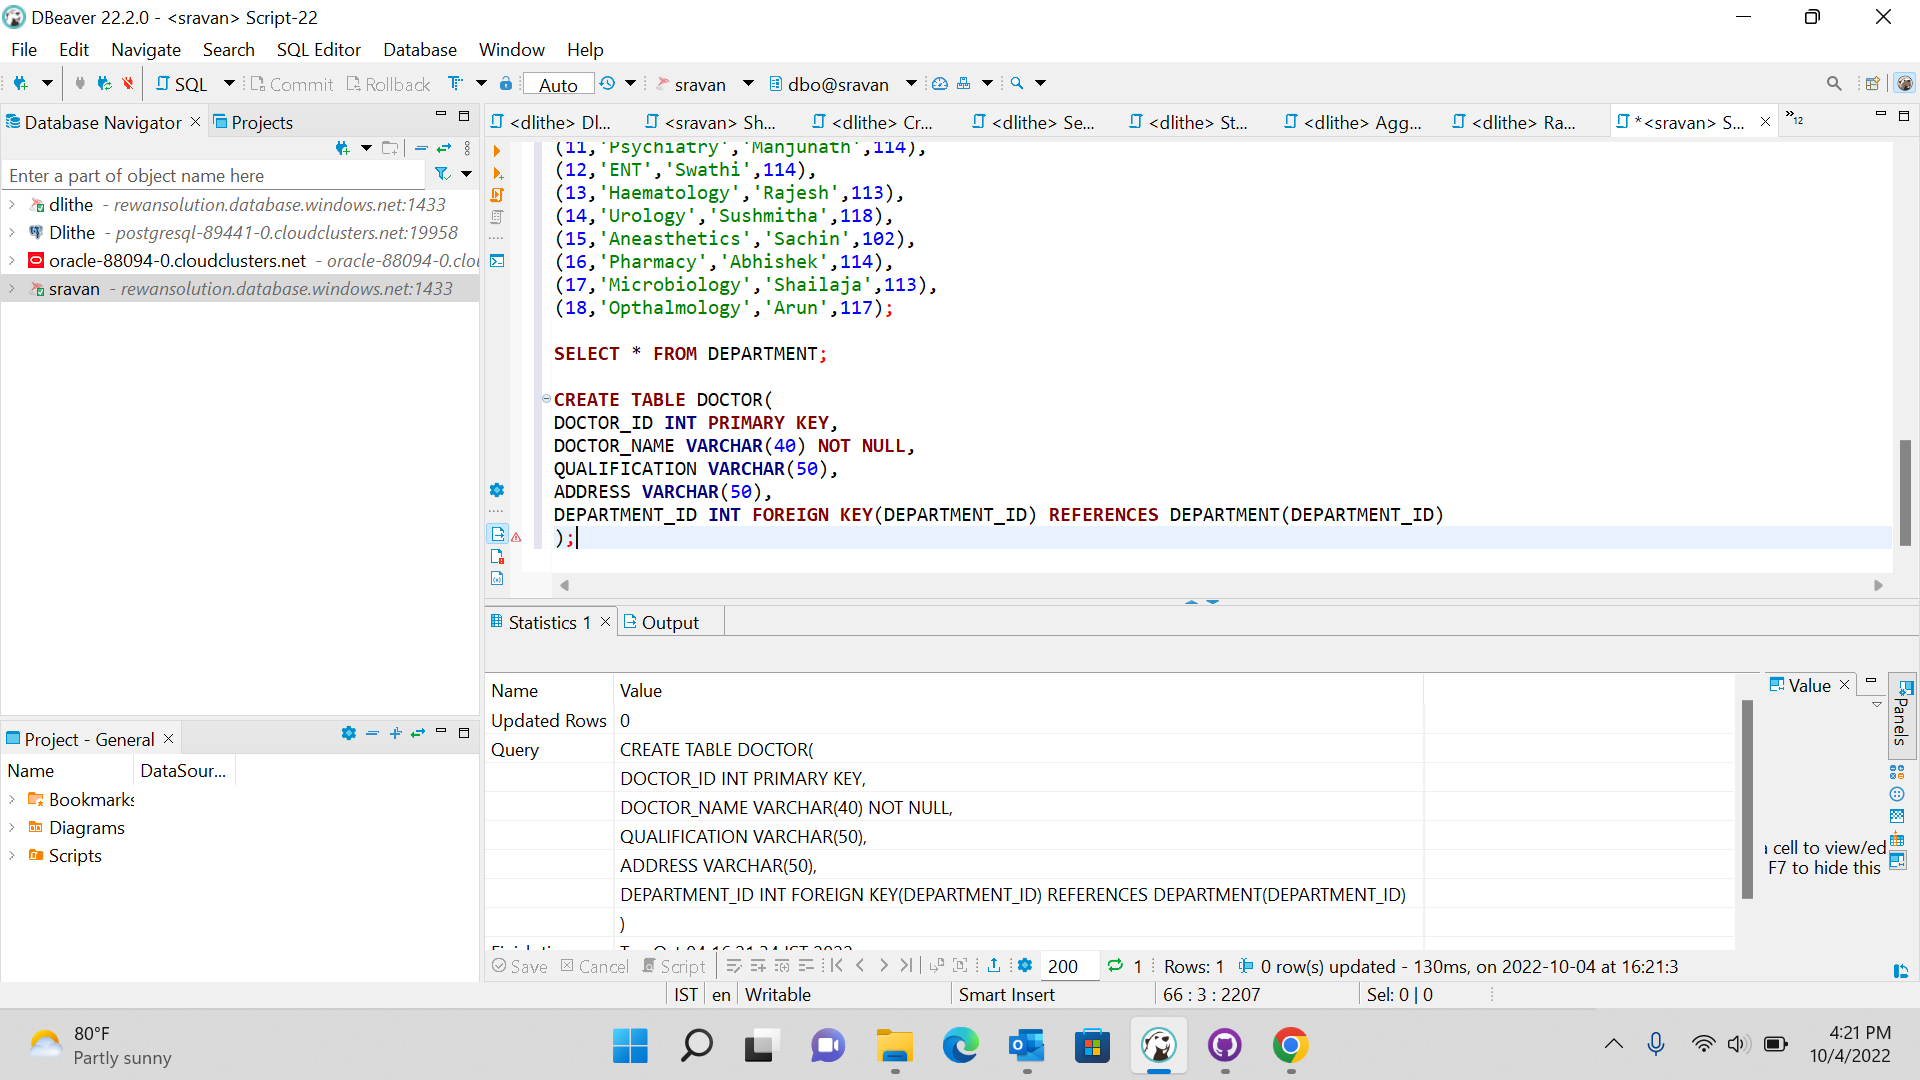 DBeaver 22.2.0 - <sravan> Script-22
File Edit Navigate Search SQL Editor Database Window Help
SQL Commit Rollback Auto sravan dbo@sravan
Database Navigator Projects
Enter a part of object name here
dlithe - rewansolution.database.windows.net:1433
Dlithe - postgresql-89441-0.cloudclusters.net:19958
oracle-88094-0.cloudclusters.net - oracle-88094-0.clou
sravan - rewansolution.database.windows.net:1433
<dlithe> Dl... <sravan> Sh... <dlithe> Cr... <dlithe> Se... <dlithe> St... <dlithe> Agg... <dlithe> Ra... *<sravan> S... »12
(11,'Psychiatry','Manjunath',114),
(12,'ENT','Swathi',114),
(13,'Haematology','Rajesh',113),
(14,'Urology','Sushmitha',118),
(15,'Aneasthetics','Sachin',102),
(16,'Pharmacy','Abhishek',114),
(17,'Microbiology','Shailaja',113),
(18,'Opthalmology','Arun',117);
SELECT * FROM DEPARTMENT;
CREATE TABLE DOCTOR(
DOCTOR_ID INT PRIMARY KEY,
DOCTOR_NAME VARCHAR(40) NOT NULL,
QUALIFICATION VARCHAR(50),
ADDRESS VARCHAR(50),
DEPARTMENT_ID INT FOREIGN KEY(DEPARTMENT_ID) REFERENCES DEPARTMENT(DEPARTMENT_ID)
);
Statistics 1 Output
Name Value
Updated Rows 0
Query CREATE TABLE DOCTOR(
DOCTOR_ID INT PRIMARY KEY,
DOCTOR_NAME VARCHAR(40) NOT NULL,
QUALIFICATION VARCHAR(50),
ADDRESS VARCHAR(50),
DEPARTMENT_ID INT FOREIGN KEY(DEPARTMENT_ID) REFERENCES DEPARTMENT(DEPARTMENT_ID)
)
Value
Panels
cell to view/ed
F7 to hide this
Save Cancel Script 200 1 Rows: 1 0 row(s) updated - 130ms, on 2022-10-04 at 16:21:3
Project - General
Name DataSour...
Bookmarks
Diagrams
Scripts
IST en Writable Smart Insert 66 : 3 : 2207 Sel: 0 | 0
80°F
Partly sunny
4:21 PM
10/4/2022